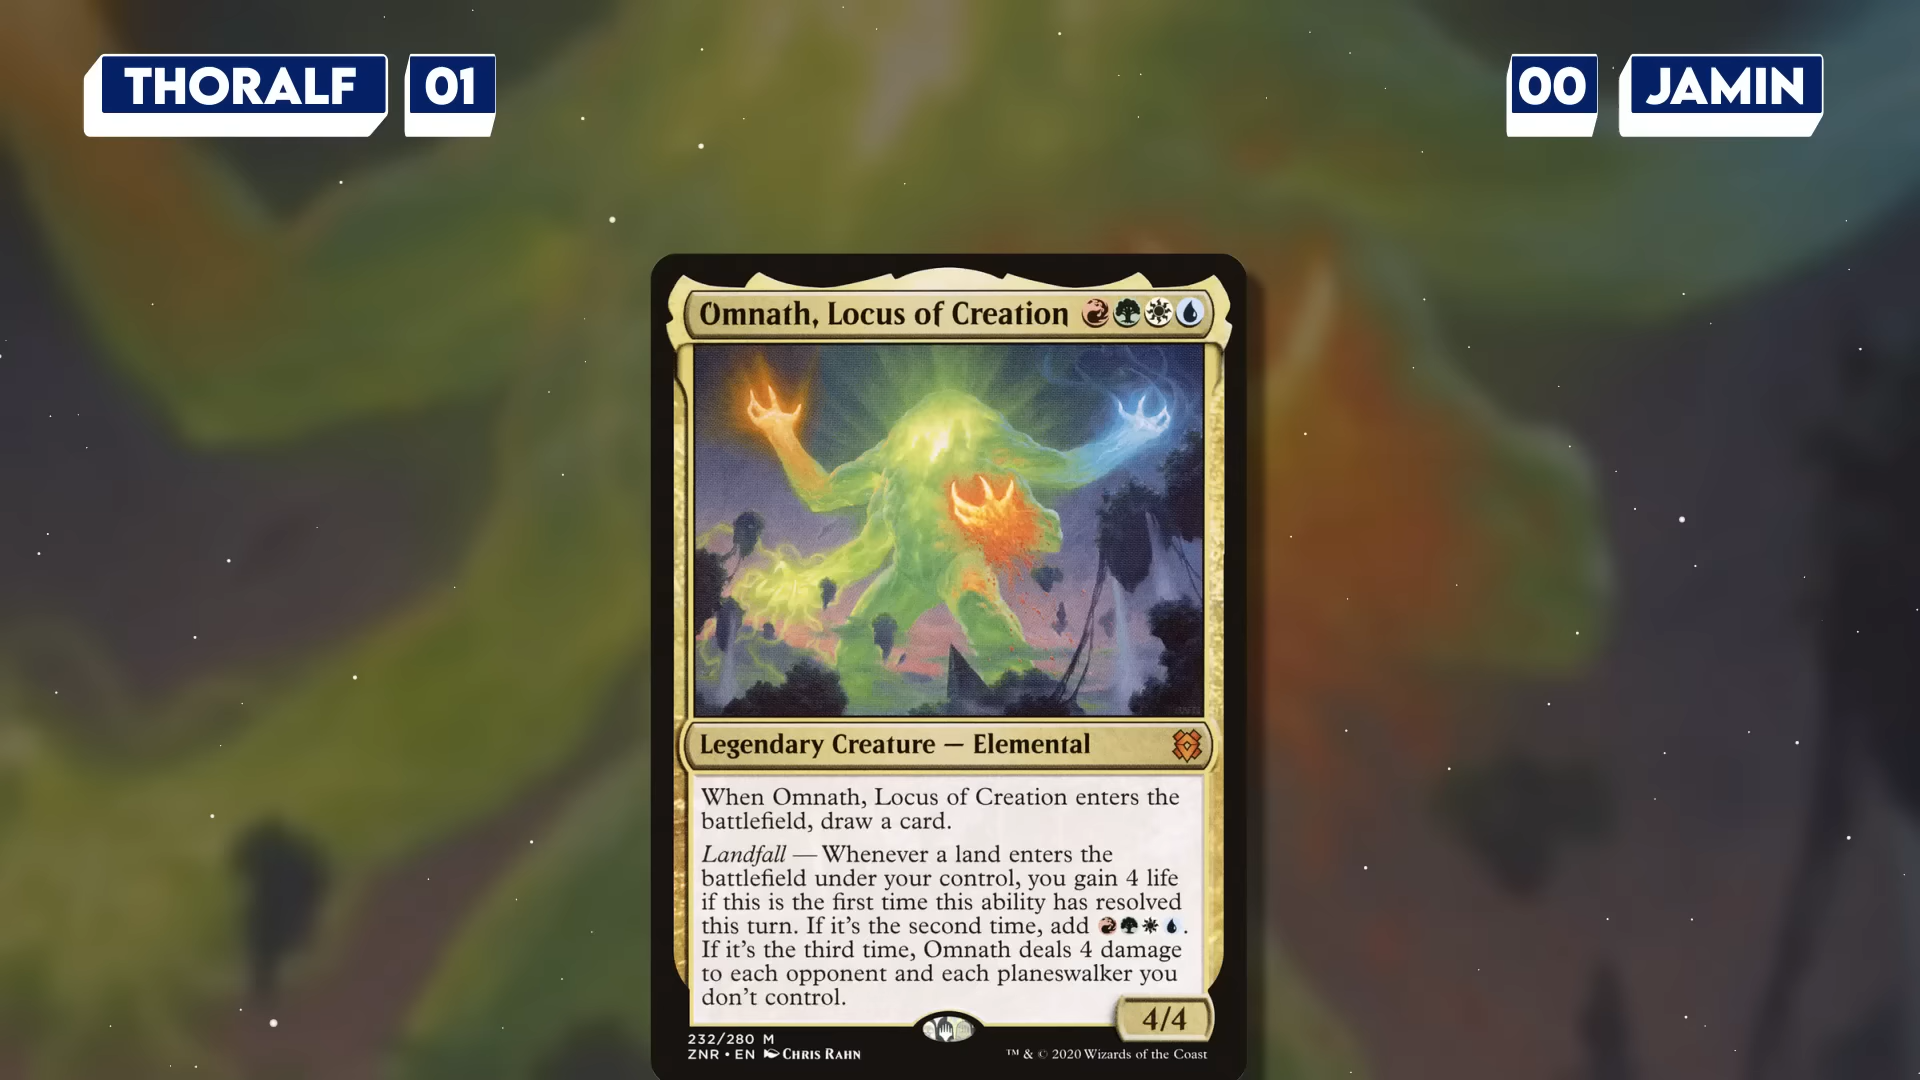 THORALF 01 00 JAMIN
Omnath, Locus of Creation
Legendary Creature — Elemental
When Omnath, Locus of Creation enters the
battlefield, draw a card.
Landfall — Whenever a land enters the
battlefield under your control, you gain 4 life
if this is the first time this ability has resolved
this turn. If it's the second time, add .
If it's the third time, Omnath deals 4 damage
to each opponent and each planeswalker you
don't control.
4/4
232/280 M
ZNR • EN Chris Rahn
™ & © 2020 Wizards of the Coast